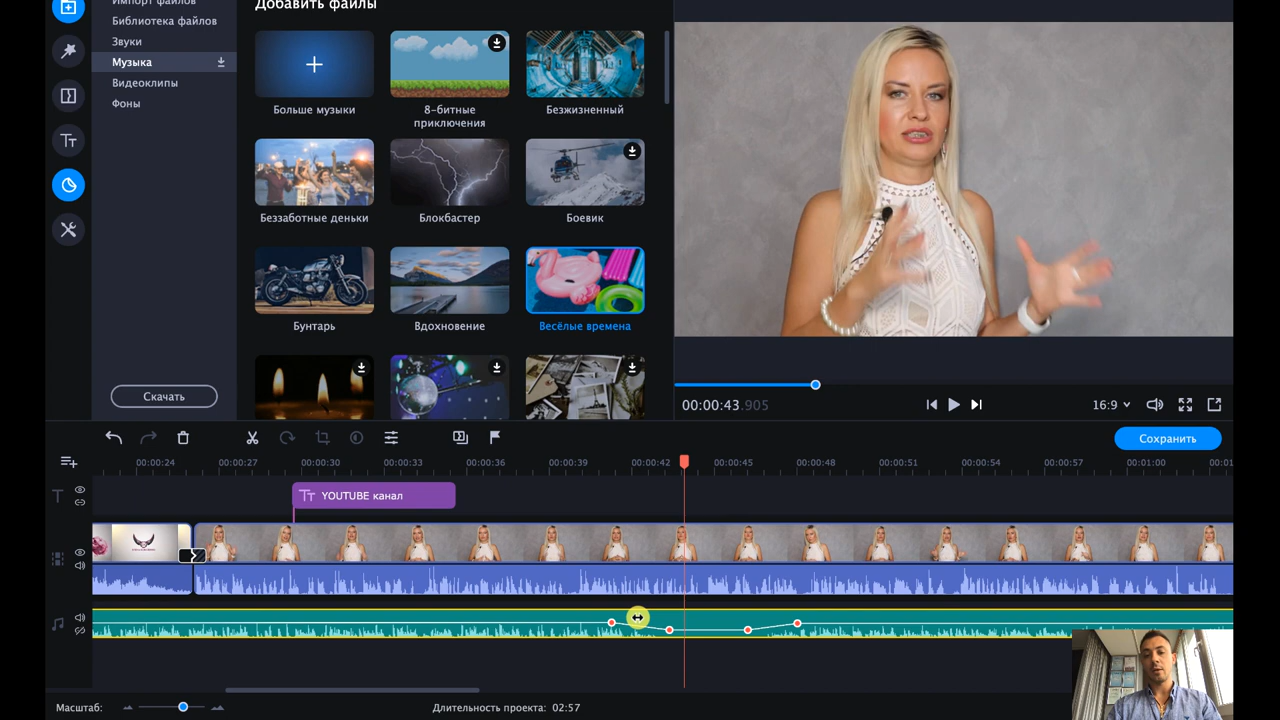 Импорт файлов
Библиотека файлов
Звуки
Музыка
Видеоклипы
Фоны
Скачать
Добавить файлы
Больше музыки
8-битные
приключения
Безжизненный
Беззаботные деньки
Блокбастер
Боевик
Бунтарь
Вдохновение
Весёлые времена
00:00:43.905
16:9
Сохранить
00:00:24
00:00:27
00:00:30
00:00:33
00:00:36
00:00:39
00:00:42
00:00:45
00:00:48
00:00:51
00:00:54
00:00:57
00:01:00
00:01
T
Тт YOUTUBE канал
Масштаб:
Длительность проекта: 02:57